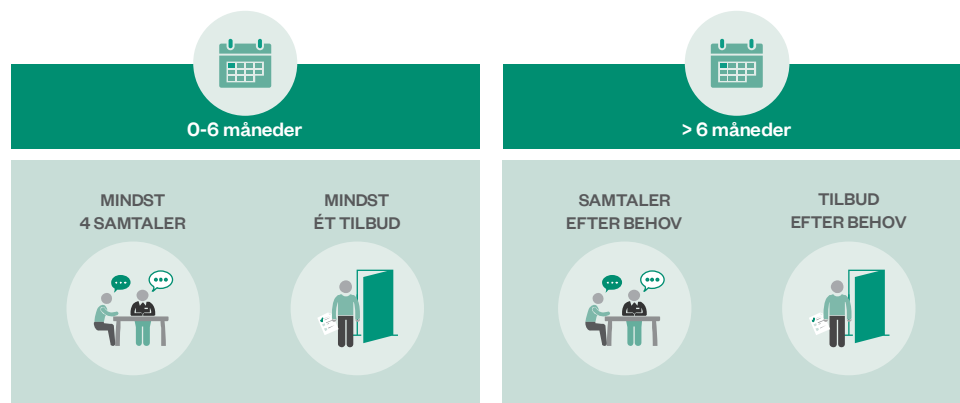 0-6 måneder
MINDST
4 SAMTALER
MINDST
ÉT TILBUD
> 6 måneder
SAMTALER
EFTER BEHOV
TILBUD
EFTER BEHOV